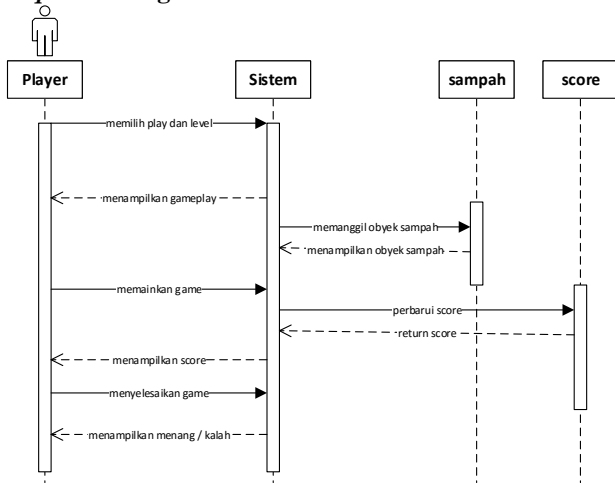 Player
Sistem
sampah
score
memilih play dan level
menampilkan gameplay
memanggil obyek sampah
menampilkan obyek sampah
memainkan game
perbarui score
return score
menampilkan score
menyelesaikan game
menampilkan menang / kalah